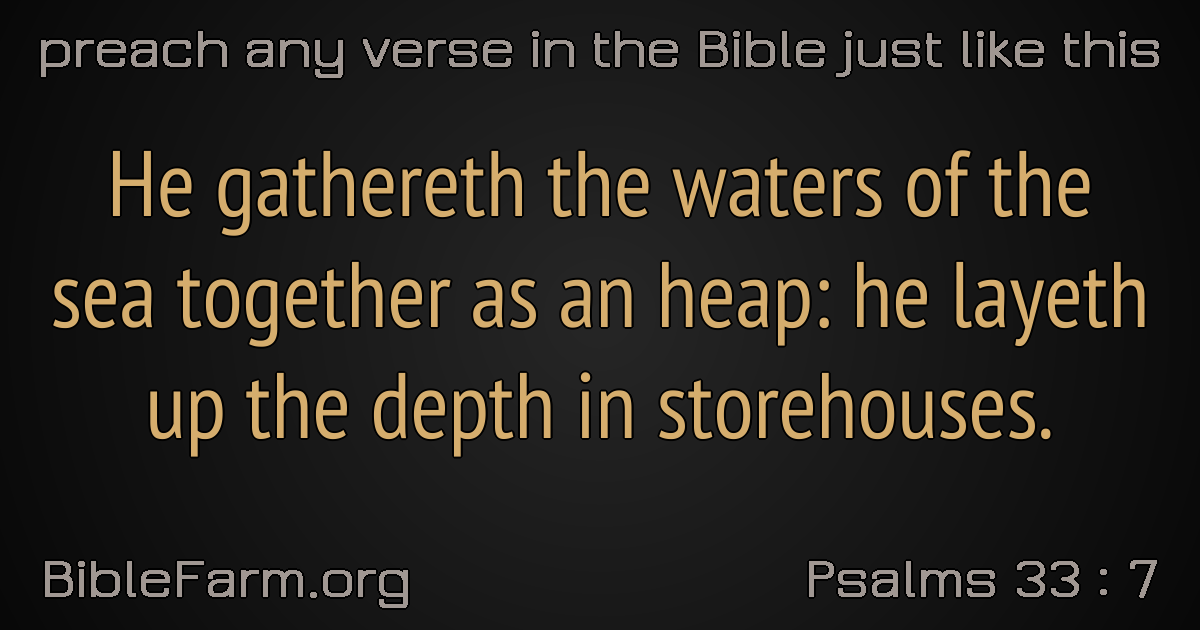 preach any verse in the Bible just like this
He gathereth the waters of the
sea together as an heap: he layeth
up the depth in storehouses.
BibleFarm.org
Psalms 33 : 7